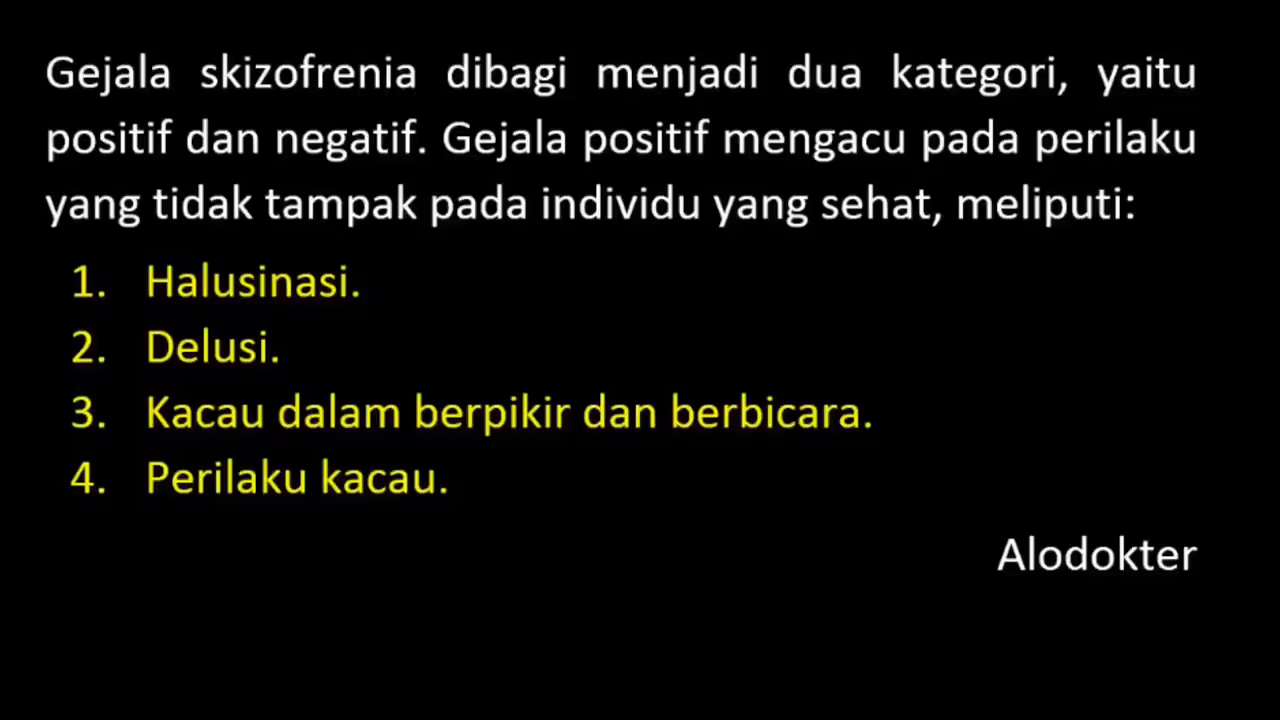 Gejala skizofrenia dibagi menjadi dua kategori, yaitu
positif dan negatif. Gejala positif mengacu pada perilaku
yang tidak tampak pada individu yang sehat, meliputi:
1. Halusinasi.
2. Delusi.
3. Kacau dalam berpikir dan berbicara.
4. Perilaku kacau.
Alodokter